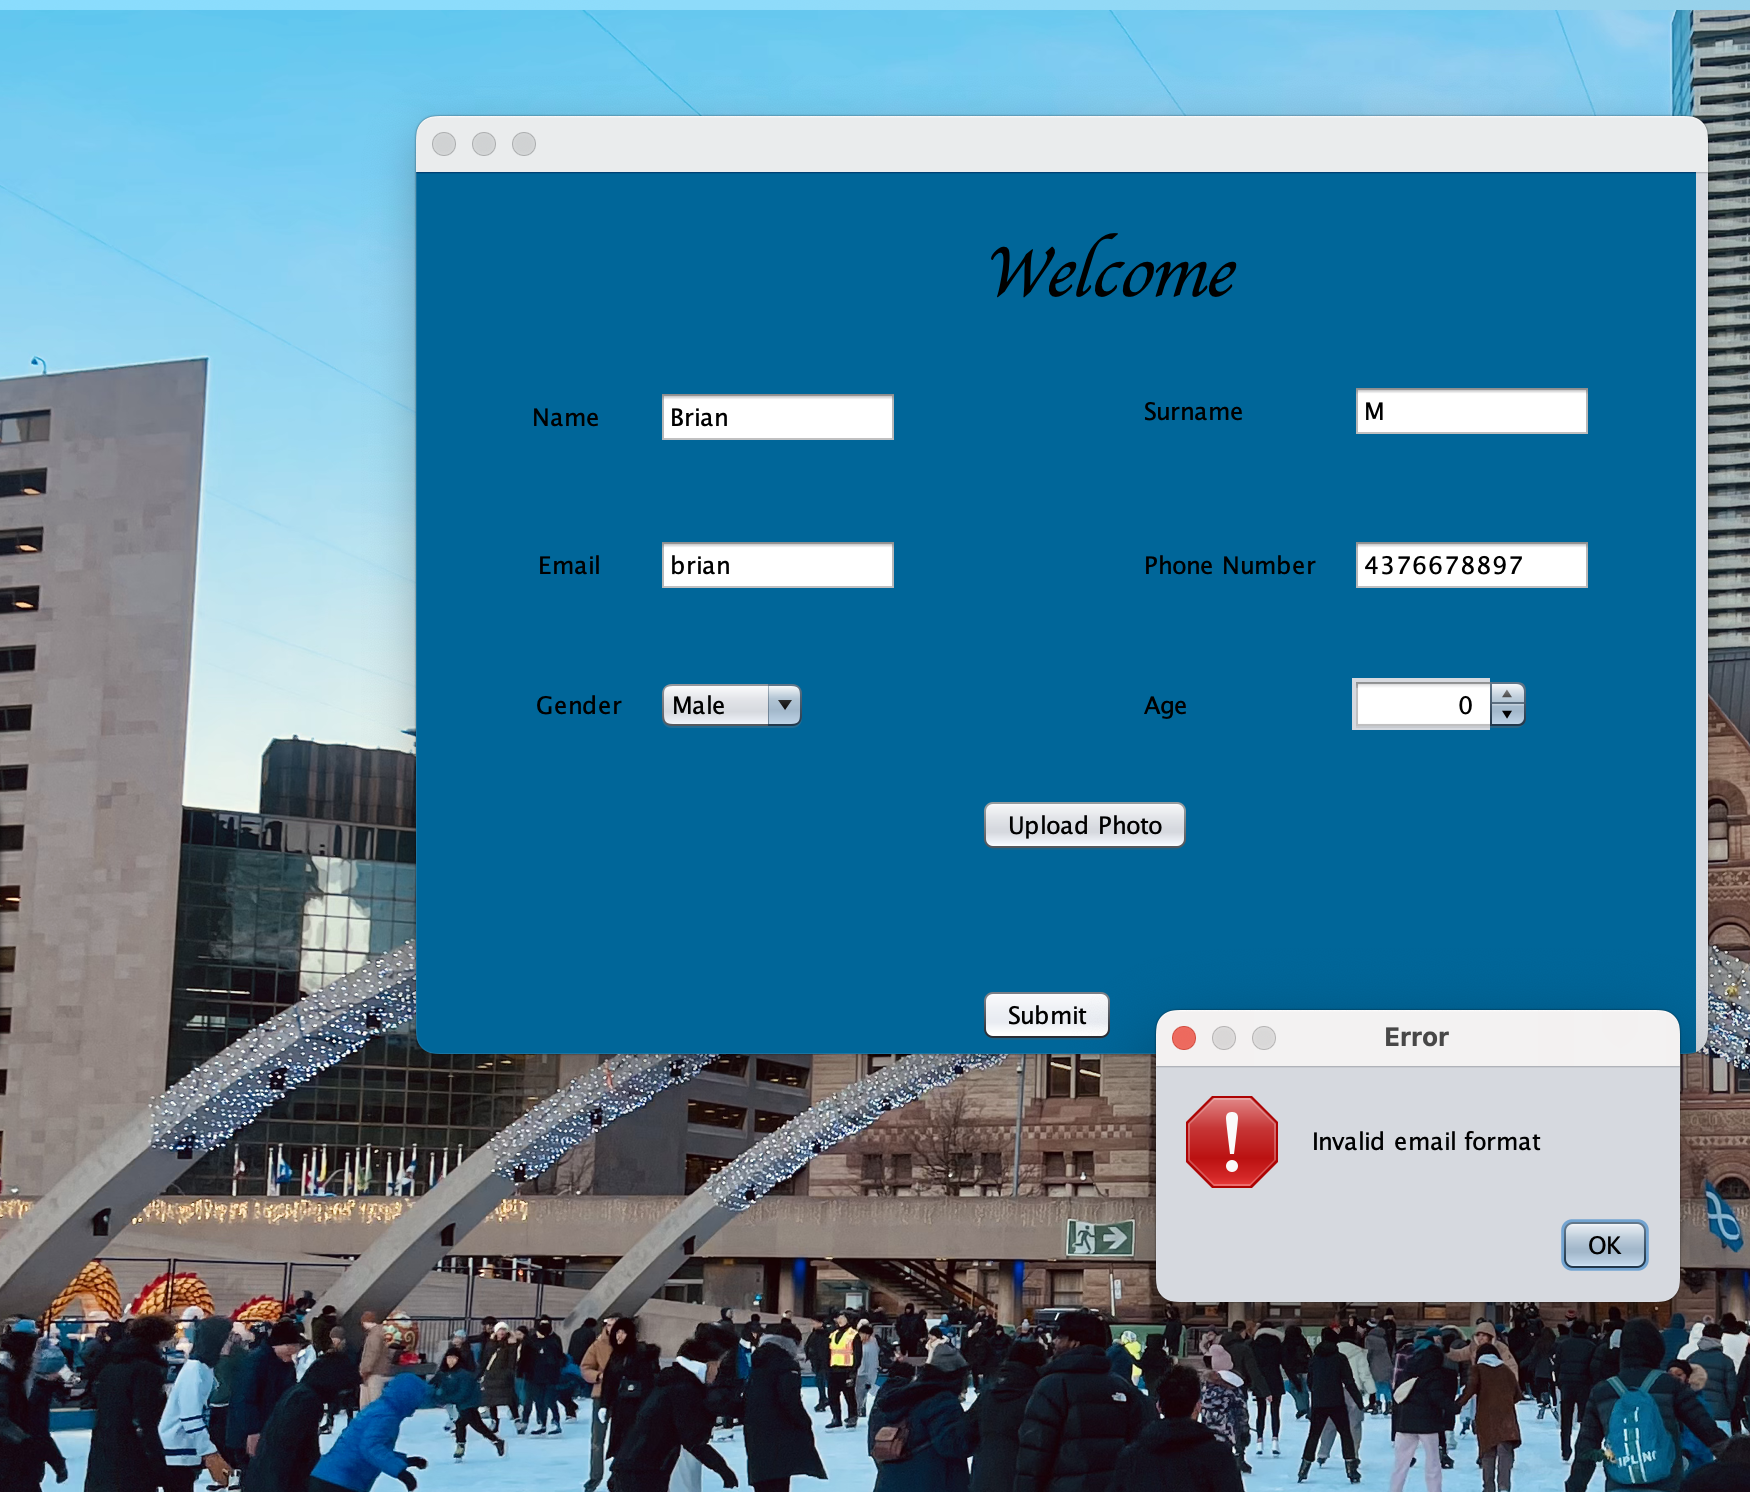 Welcome
Name Brian Surname M
Email brian Phone Number 4376678897
Gender Male Age 0
Upload Photo
Submit
Error
Invalid email format
OK